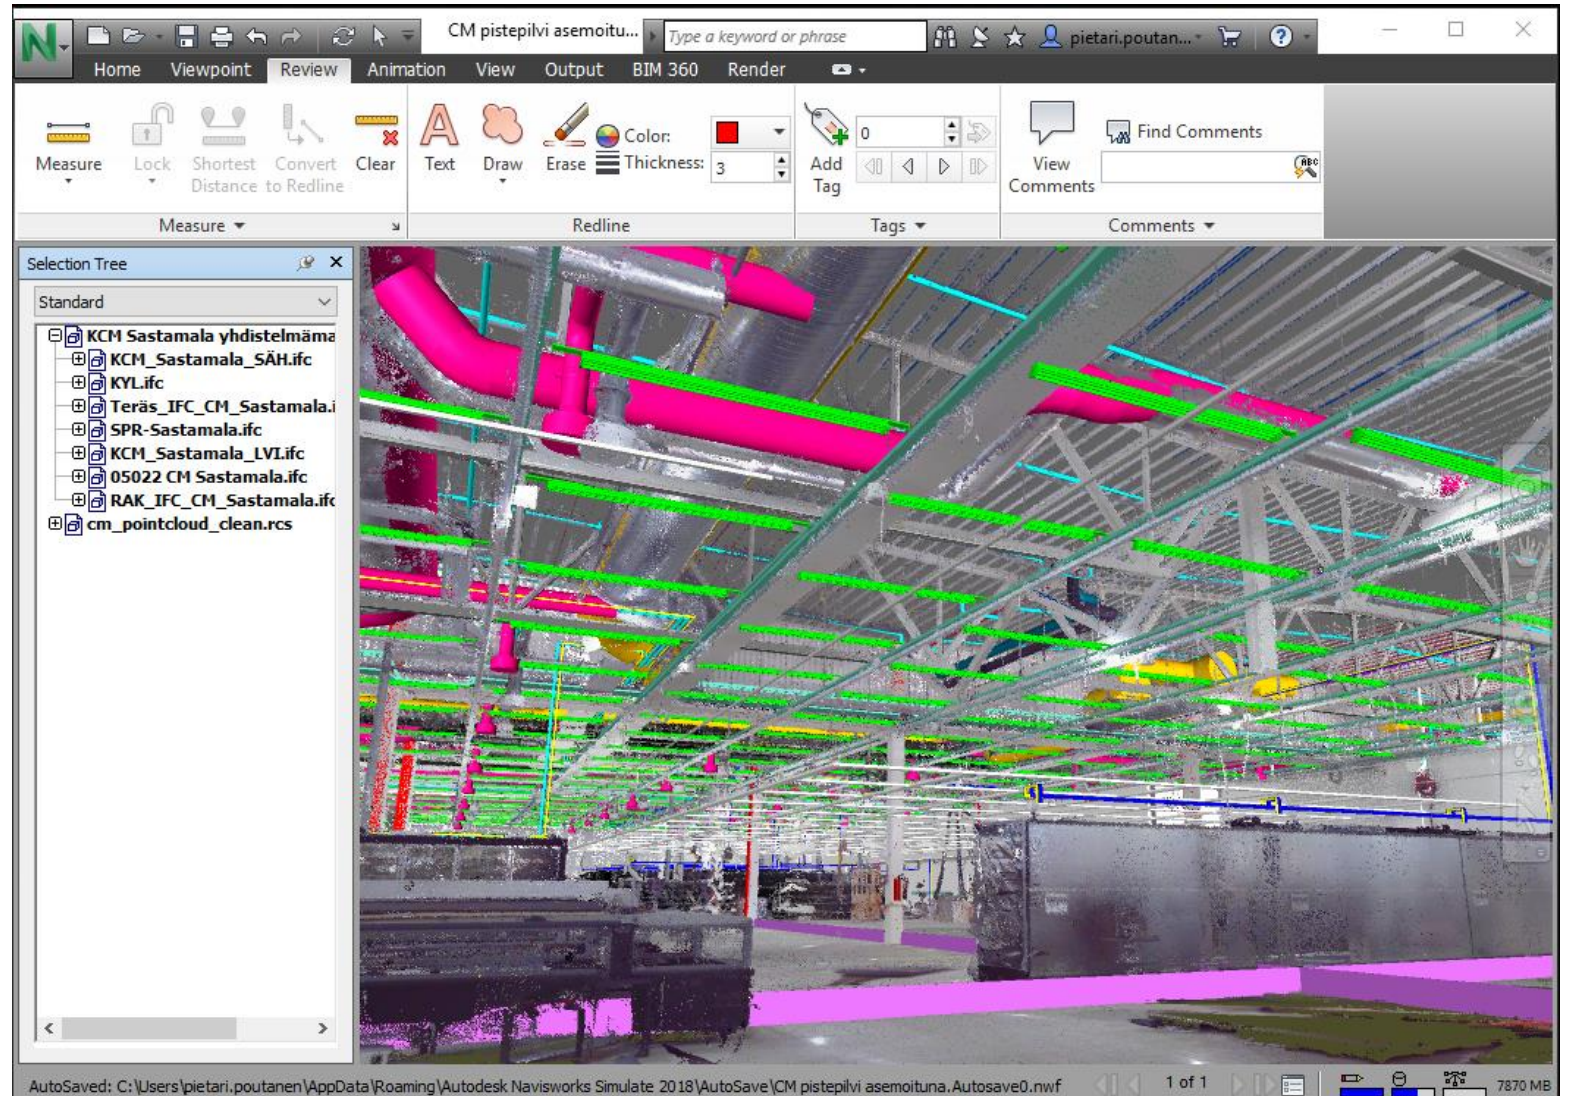 CM pistepilvi asemoitu...
Type a keyword or phrase
pietari.poutan...
Home Viewpoint Review Animation View Output BIM 360 Render
Measure
Lock
Shortest
Distance
Convert
to Redline
Clear
Measure
Text
Draw
Erase
Color:
Thickness: 3
Redline
Add
Tag
0
Tags
View
Comments
Find Comments
Comments
Selection Tree
Standard
KCM Sastamala yhdistelmäma
KCM_Sastamala_SÄH.ifc
KYL.ifc
Teräs_IFC_CM_Sastamala.i
SPR-Sastamala.ifc
KCM_Sastamala_LVI.ifc
05022 CM Sastamala.ifc
RAK_IFC_CM_Sastamala.ifc
cm_pointcloud_clean.rcs
AutoSaved: C:\Users\pietari.poutanen\AppData\Roaming\Autodesk Navisworks Simulate 2018\AutoSave\CM pistepilvi asemoituna.Autosave0.nwf
1 of 1
7870 MB